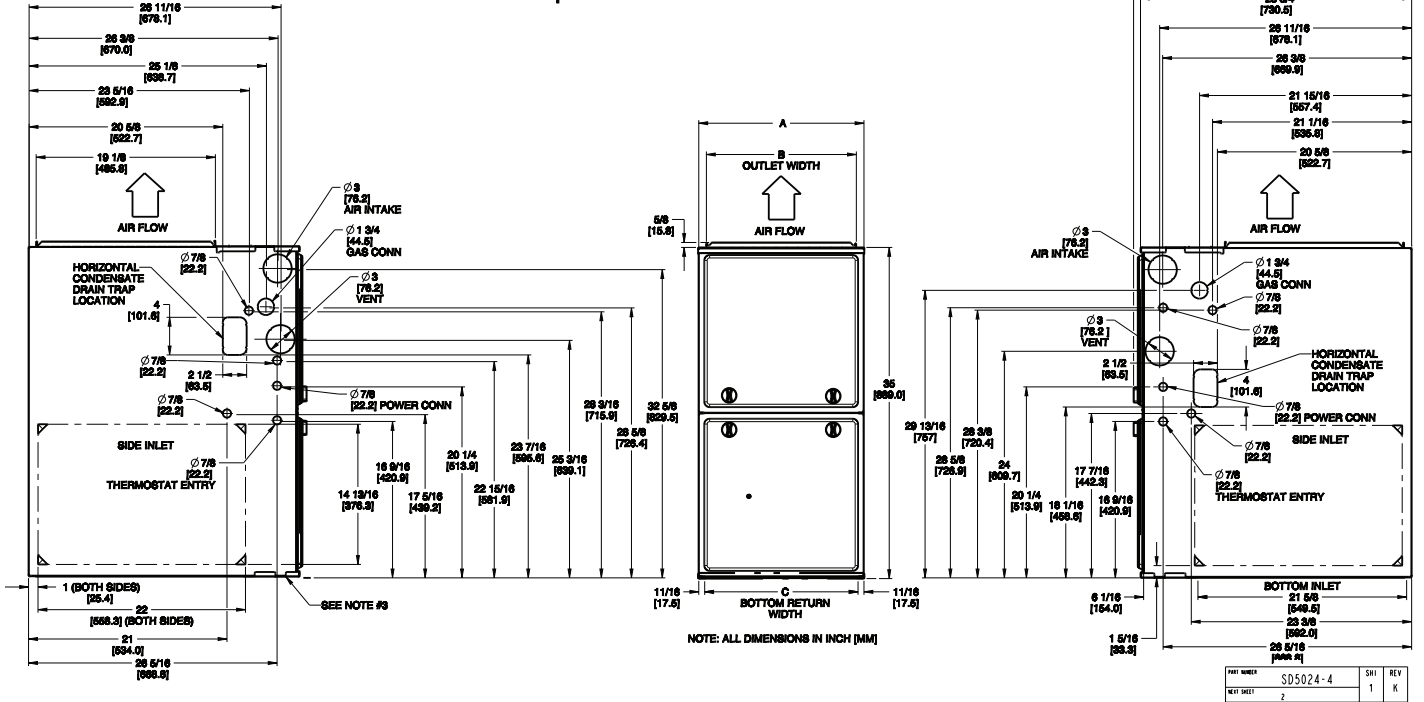 26 11/16
[678.1]
26 3/8
[670.0]
25 1/8
[638.7]
23 5/16
[592.9]
20 5/8
[522.7]
19 1/8
[485.8]
AIR FLOW
Ø 3
[76.2]
AIR INTAKE
Ø 1 3/4
[44.5]
GAS CONN
Ø 3
[76.2]
VENT
Ø 7/8
[22.2]
HORIZONTAL
CONDENSATE
DRAIN TRAP
LOCATION
4
[101.6]
Ø 7/8
[22.2]
2 1/2
[63.5]
Ø 7/8
[22.2]
Ø 7/8
[22.2] POWER CONN
SIDE INLET
Ø 7/8
[22.2]
THERMOSTAT ENTRY
14 13/16
[376.3]
16 9/16
[420.9]
17 5/16
[439.2]
20 1/4
[513.9]
22 15/16
[581.9]
23 7/16
[595.6]
25 3/16
[639.1]
28 3/16
[715.9]
28 5/8
[726.4]
32 5/8
[829.5]
1 (BOTH SIDES)
[25.4]
22
[558.3] (BOTH SIDES)
21
[534.0]
26 5/16
[668.8]
SEE NOTE #3
A
B
OUTLET WIDTH
AIR FLOW
5/8
[15.8]
35
[889.0]
11/16
[17.5]
C
BOTTOM RETURN
WIDTH
11/16
[17.5]
NOTE: ALL DIMENSIONS IN INCH [MM]
[730.5]
26 11/16
[678.1]
26 3/8
[669.9]
21 15/16
[557.4]
21 1/16
[535.8]
20 5/8
[522.7]
AIR FLOW
Ø 3
[76.2]
AIR INTAKE
Ø 1 3/4
[44.5]
GAS CONN
Ø 7/8
[22.2]
Ø 7/8
[22.2]
Ø 3
[76.2 ]
VENT
2 1/2
[63.5]
HORIZONTAL
CONDENSATE
DRAIN TRAP
LOCATION
4
[101.6]
Ø 7/8
[22.2] POWER CONN
SIDE INLET
Ø 7/8
[22.2]
Ø 7/8
[22.2]
THERMOSTAT ENTRY
29 13/16
[757]
28 5/8
[726.9]
28 3/8
[720.4]
24
[609.7]
20 1/4
[513.9]
18 1/16
[458.6]
17 7/16
[442.3]
16 9/16
[420.9]
6 1/16
[154.0]
1 5/16
[33.3]
BOTTOM INLET
21 5/8
[549.5]
23 3/8
[592.0]
26 5/16
PART NUMBER
SD5024-4
SHT
1
REV
K
NEXT SHEET
2